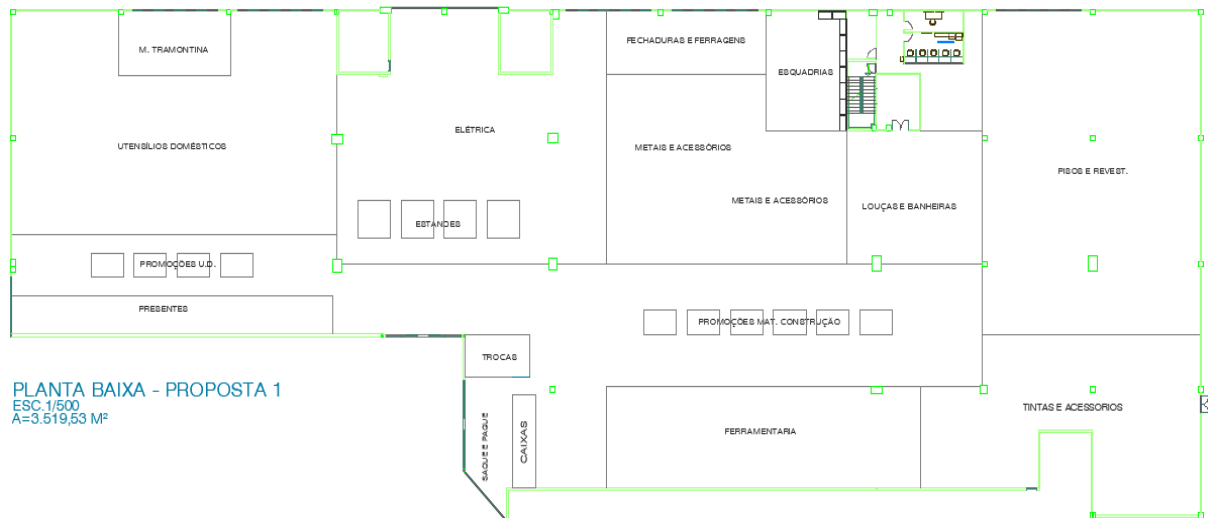 M. TRAMONTINA
FECHADURAS E FERRAGENS
ESQUADRIAS
ELÉTRICA
UTENSÍLIOS DOMÉSTICOS
METAIS E ACESSÓRIOS
PISOS E REVEST.
METAIS E ACESSÓRIOS
LOUÇAS E BANHEIRAS
ESTANDES
PROMOÇÕES U.D.
PRESENTES
PROMOÇÕES MAT. CONSTRUÇÃO
TROCAS
PLANTA BAIXA - PROPOSTA 1
ESC.1/500
A=3.519,53 M²
SAQUE E PAGUE
CAIXAS
FERRAMENTARIA
TINTAS E ACESSORIOS